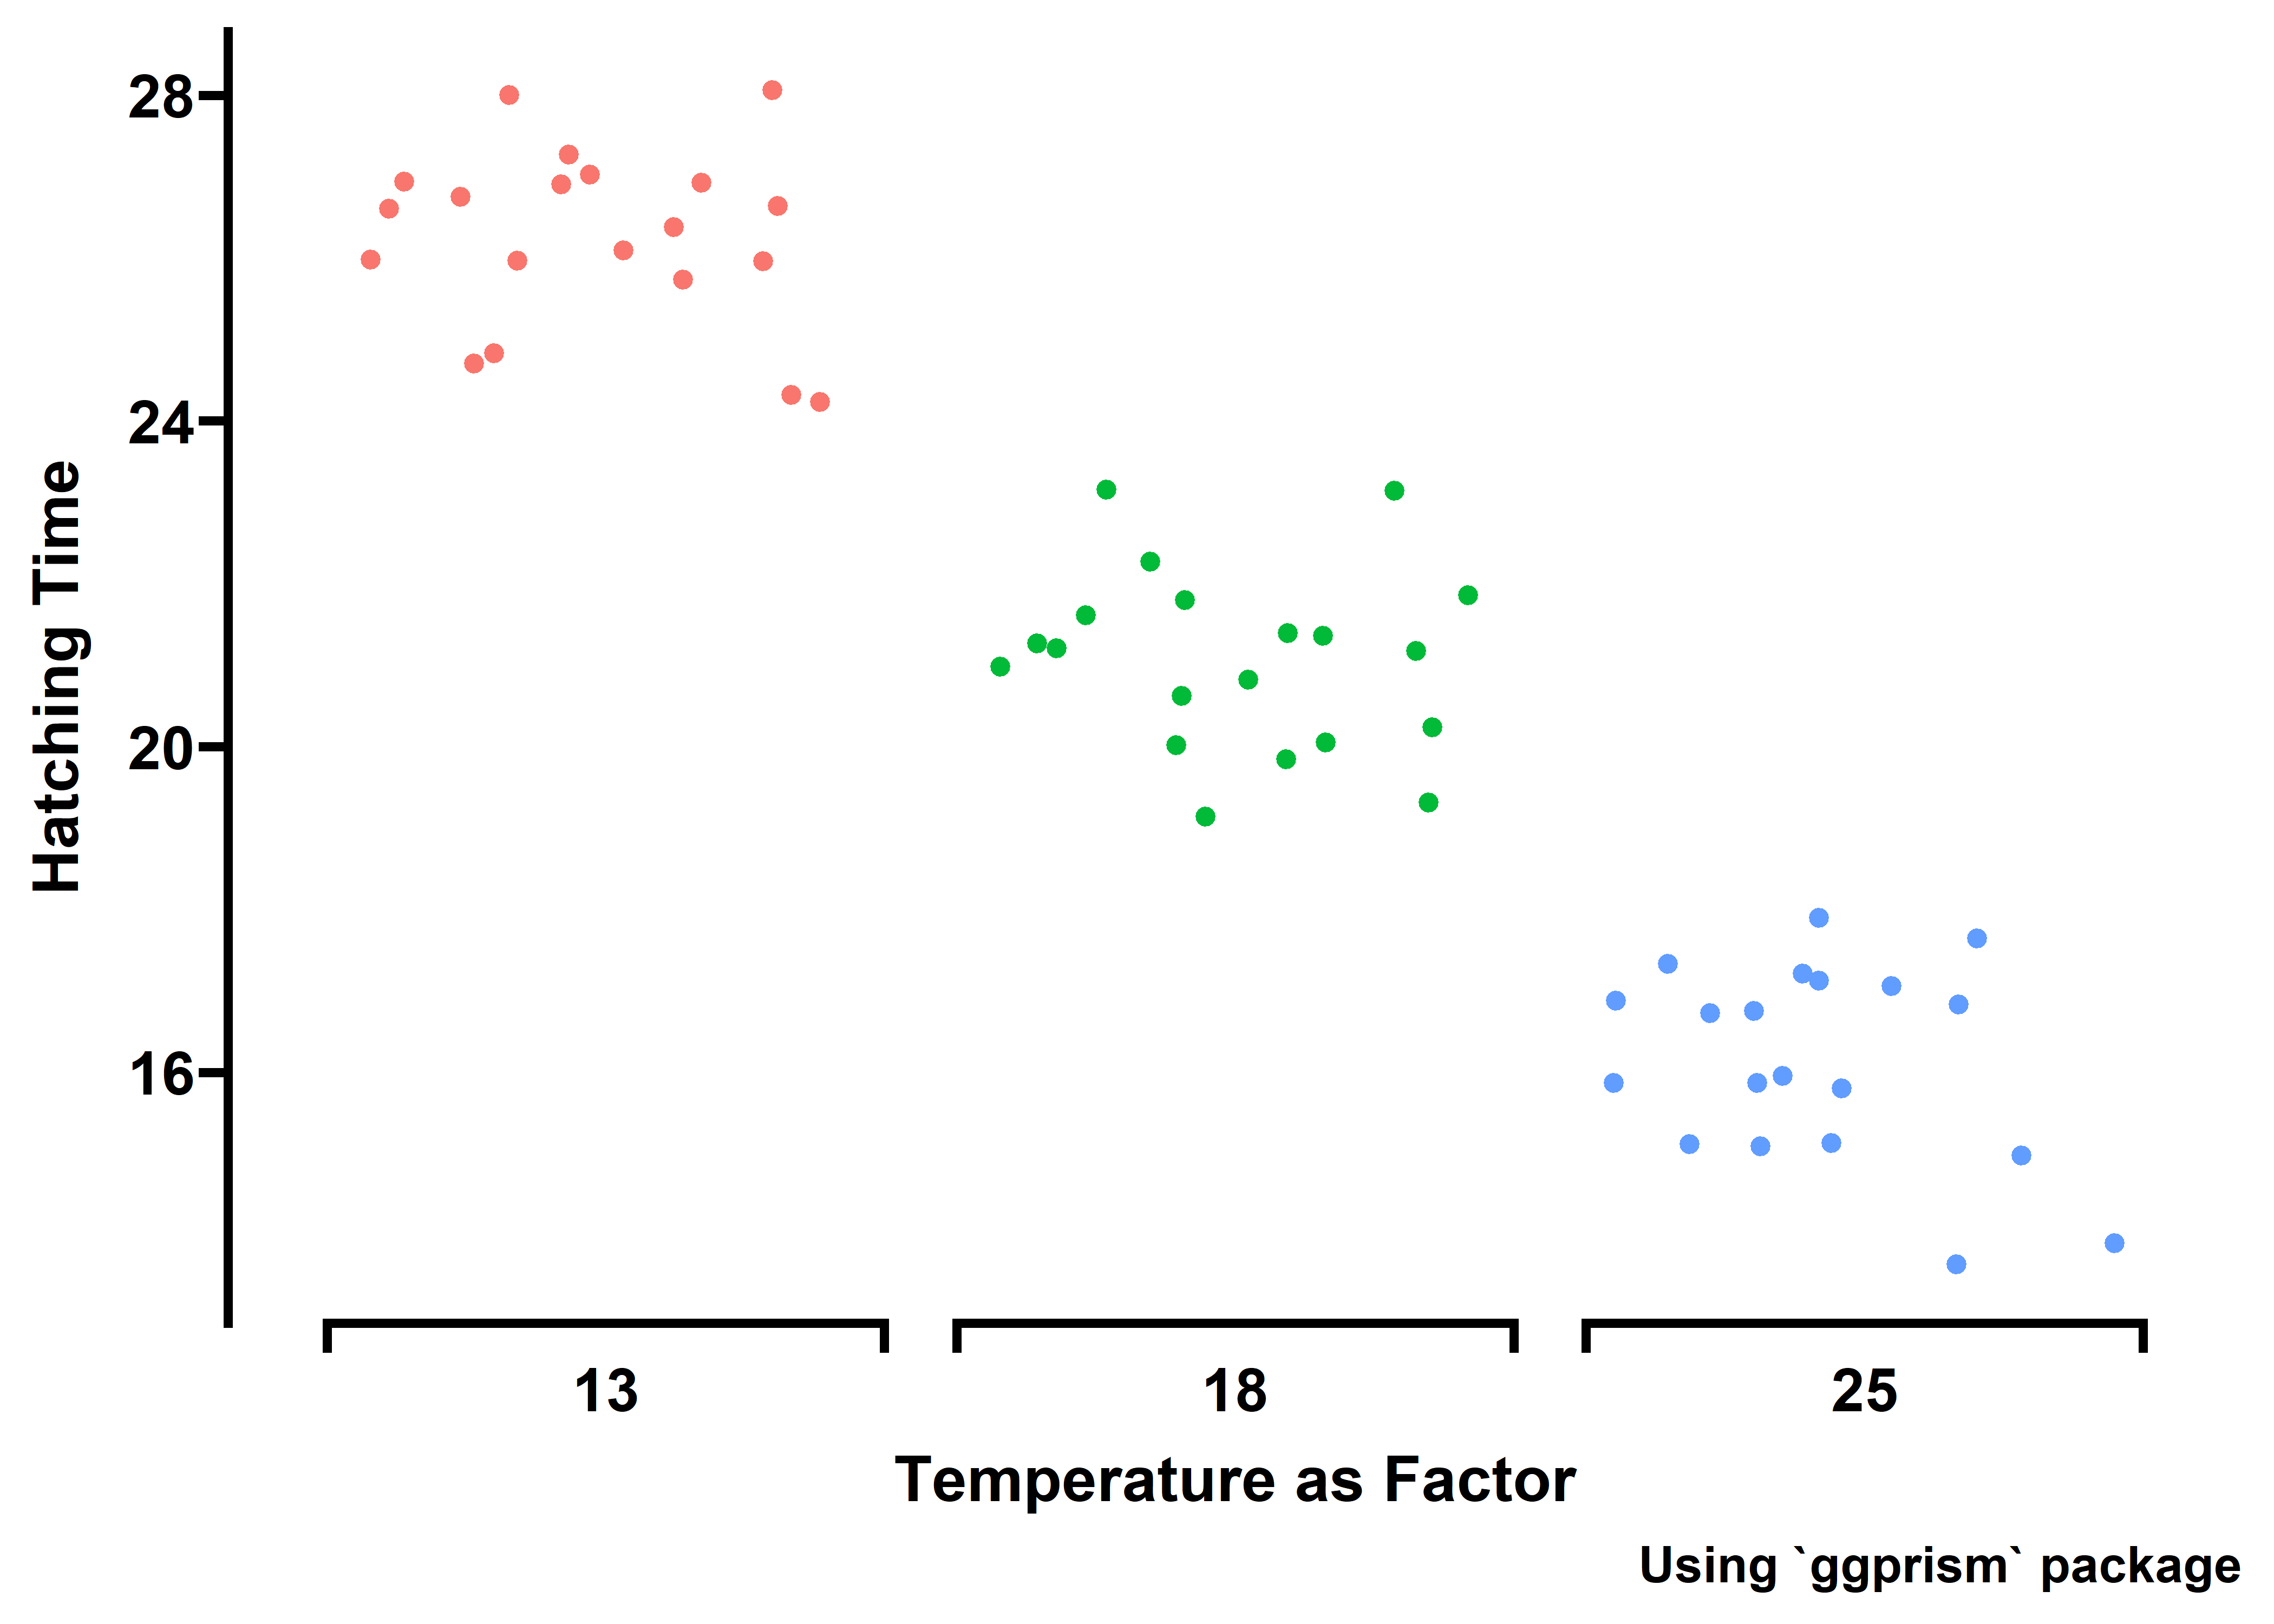 28
24
20
16
Hatching Time
13 18 25
Temperature as Factor
Using `ggprism` package